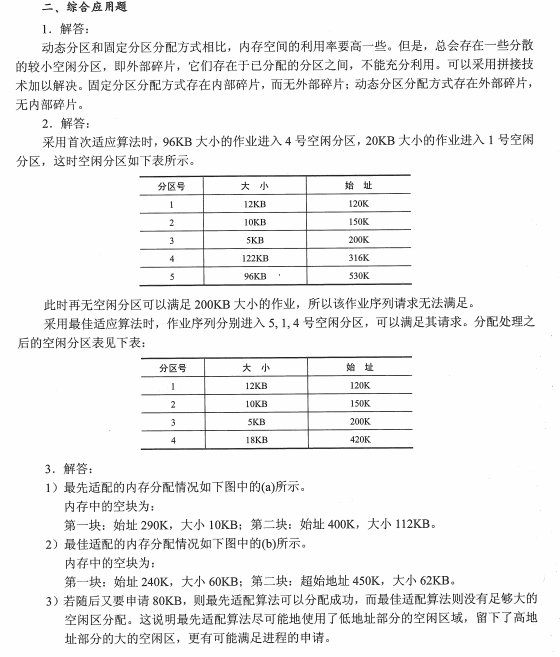 二、综合应用题
1．解答：
动态分区和固定分区分配方式相比，内存空间的利用率要高一些。但是，总会存在一些分散
的较小空闲分区，即外部碎片，它们存在于已分配的分区之间，不能充分利用。可以采用拼接技
术加以解决。固定分区分配方式存在内部碎片，而无外部碎片；动态分区分配方式存在外部碎片，
无内部碎片。
2．解答：
采用首次适应算法时，96KB 大小的作业进入 4 号空闲分区，20KB 大小的作业进入 1 号空闲
分区，这时空闲分区如下表所示。
分区号 大 小 始 址
1 12KB 120K
2 10KB 150K
3 5KB 200K
4 122KB 316K
5 96KB 530K
此时再无空闲分区可以满足 200KB 大小的作业，所以该作业序列请求无法满足。
采用最佳适应算法时，作业序列分别进入 5, 1, 4 号空闲分区，可以满足其请求。分配处理之
后的空闲分区表见下表：
分区号 大 小 始 址
1 12KB 120K
2 10KB 150K
3 5KB 200K
4 18KB 420K
3．解答：
1）最先适配的内存分配情况如下图中的(a)所示。
内存中的空块为：
第一块：始址 290K，大小 10KB；第二块：始址 400K，大小 112KB。
2）最佳适配的内存分配情况如下图中的(b)所示。
内存中的空块为：
第一块：始址 240K，大小 60KB；第二块：超始地址 450K，大小 62KB。
3）若随后又要申请 80KB，则最先适配算法可以分配成功，而最佳适配算法则没有足够大的
空闲区分配。这说明最先适配算法尽可能地使用了低地址部分的空闲区域，留下了高地
址部分的大的空闲区，更有可能满足进程的申请。